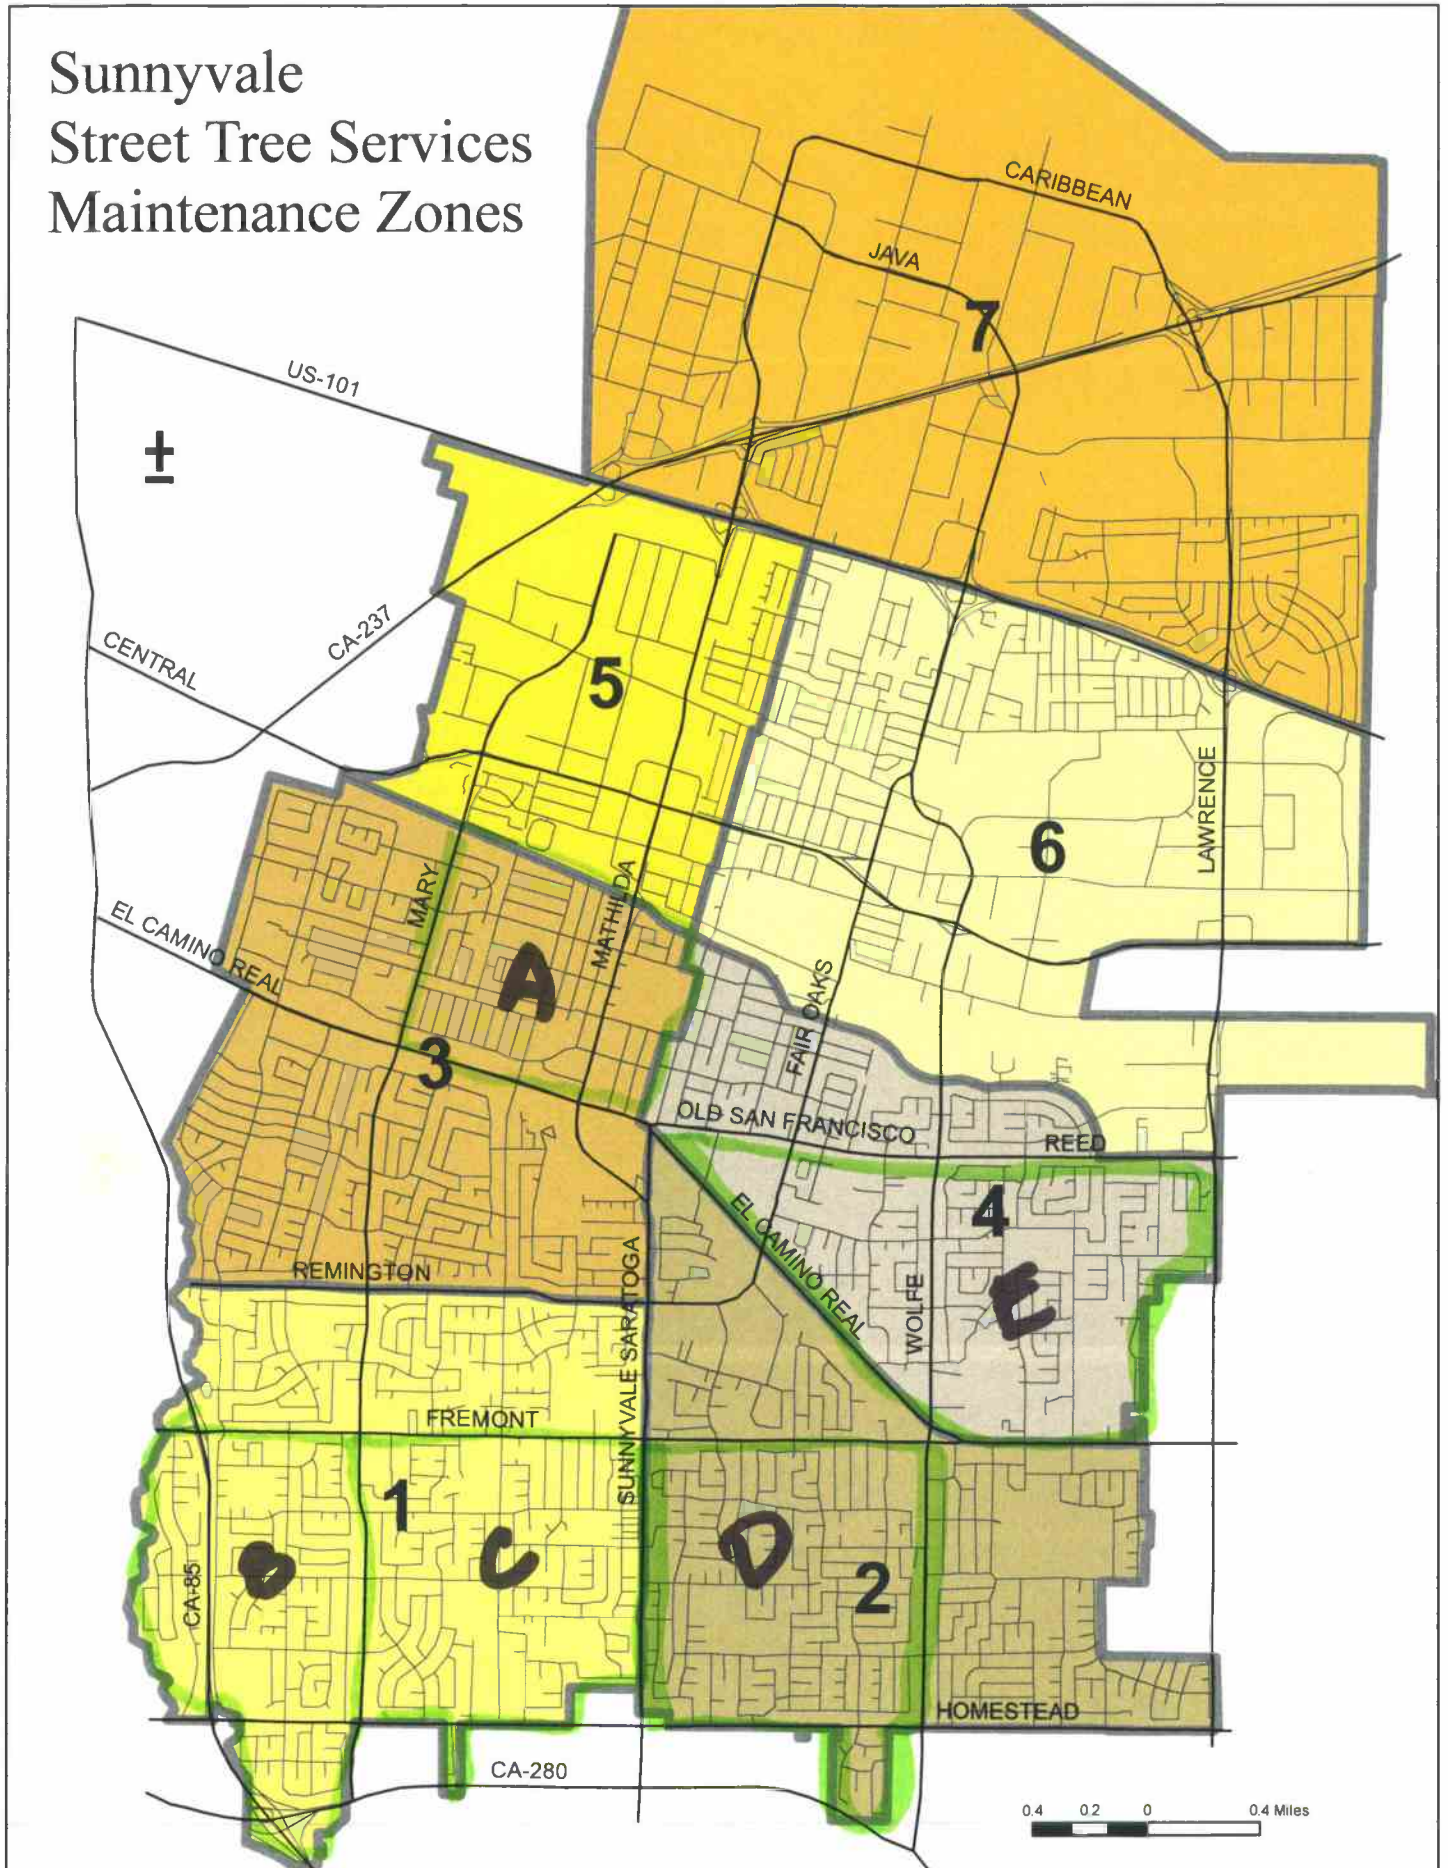 Sunnyvale
Street Tree Services
Maintenance Zones
CARIBBEAN
JAVA
7
US-101
±
CA-237
CENTRAL
5
LAWRENCE
6
MARY
MATHILDA
EL CAMINO REAL
A
FAIR OAKS
3
OLD SAN FRANCISCO
REED
4
EL CAMINO REAL
SUNNYVALE SARATOGA
REMINGTON
WOLFE
E
FREMONT
1
B
C
D
2
CA-85
HOMESTEAD
CA-280
0.4 0.2 0 0.4 Miles